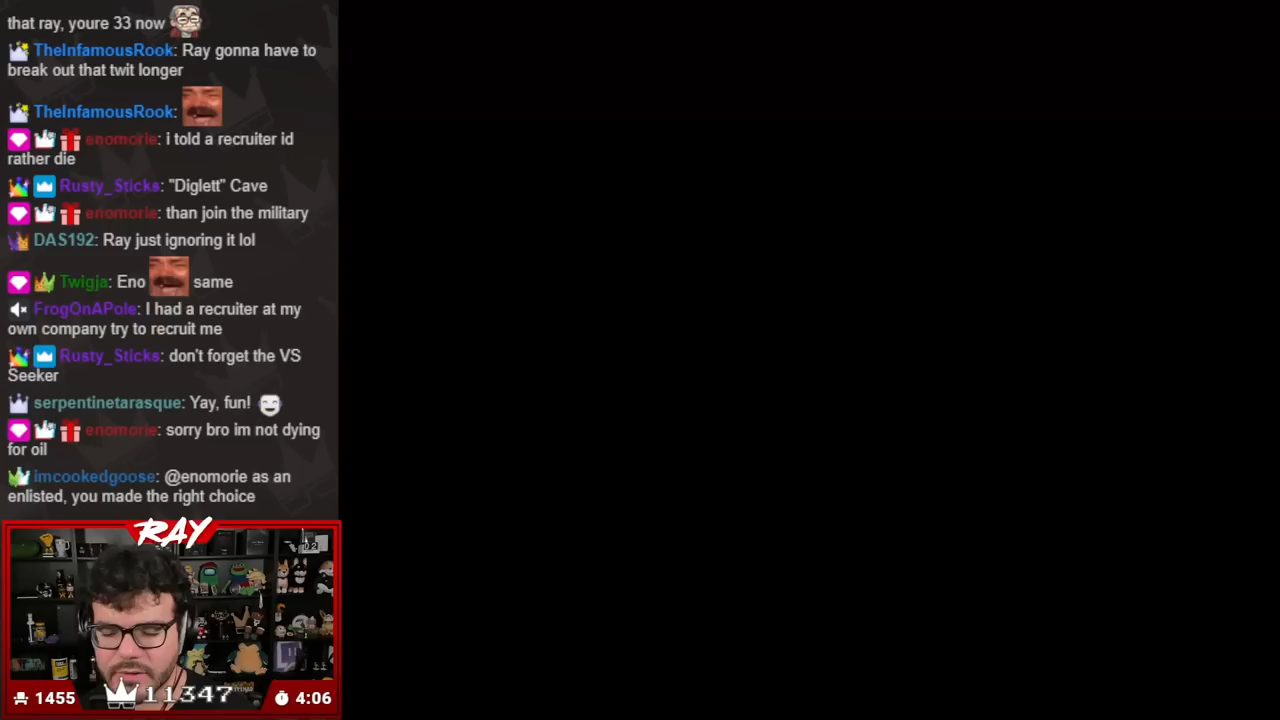 that ray, youre 33 now
TheInfamousRook: Ray gonna have to
break out that twit longer
TheInfamousRook:
enomorie: i told a recruiter id
rather die
Rusty_Sticks: "Diglett" Cave
enomorie: than join the military
DAS192: Ray just ignoring it lol
Twigja: Eno same
FrogOnAPole: I had a recruiter at my
own company try to recruit me
Rusty_Sticks: don't forget the VS
Seeker
serpentinetarasque: Yay, fun!
enomorie: sorry bro im not dying
for oil
imcookedgoose: @enomorie as an
enlisted, you made the right choice
RAY
1455 11347 4:06